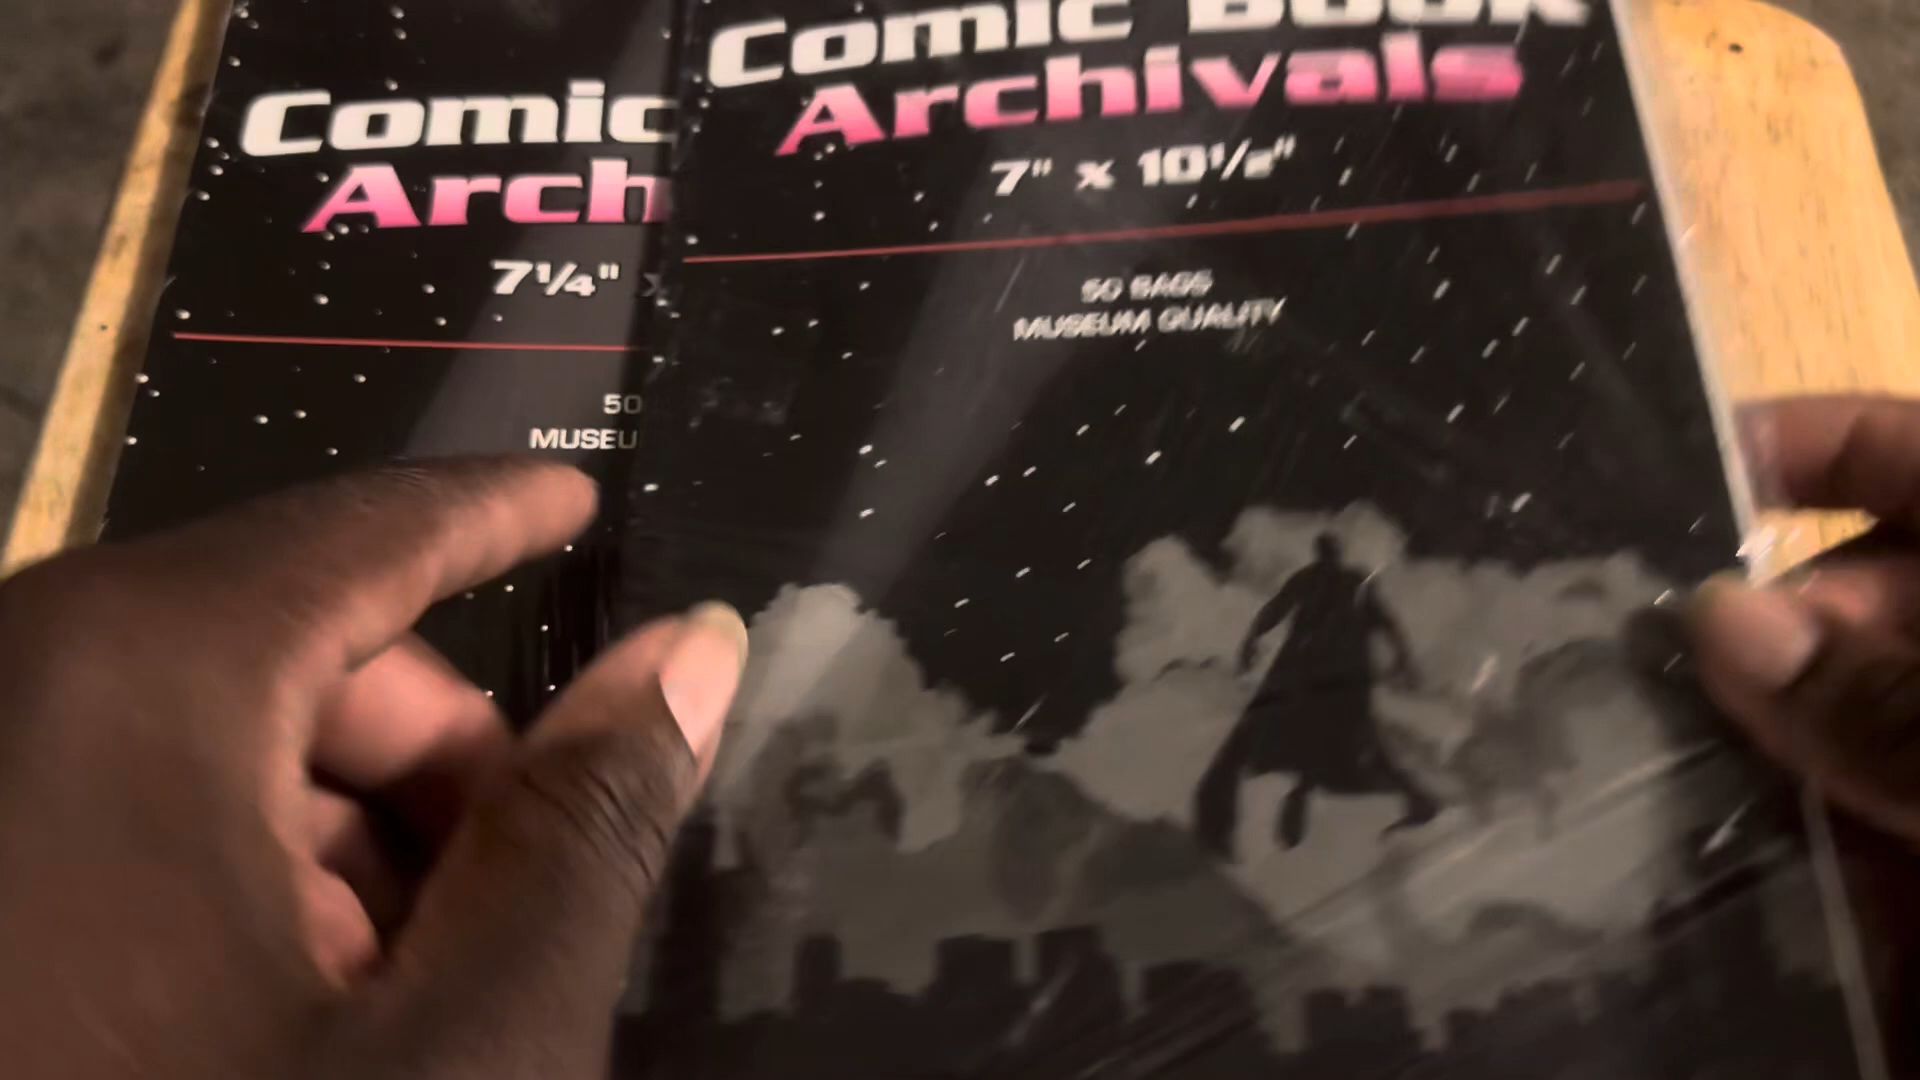 Comic
Arch
7¼" x
50
MUSEU
Comic Book
Archivals
7" x 10½"
50 BAGS
MUSEUM QUALITY